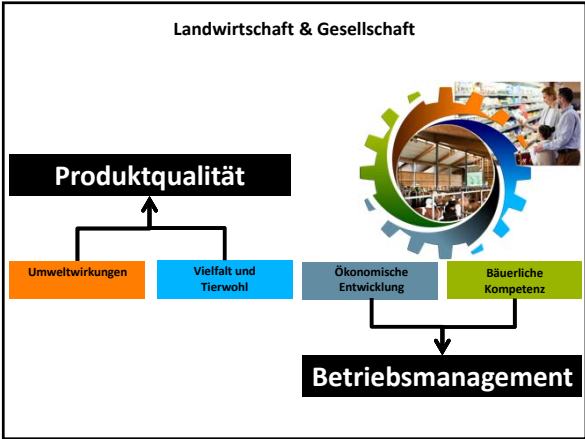 Landwirtschaft & Gesellschaft
Produktqualität
Umweltwirkungen
Vielfalt und
Tierwohl
Ökonomische
Entwicklung
Bäuerliche
Kompetenz
Betriebsmanagement